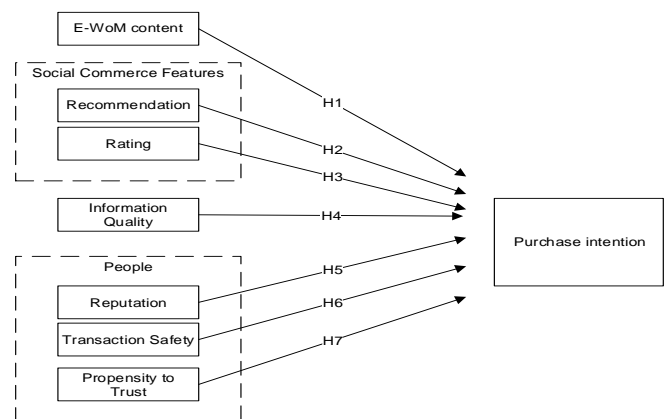 E-WoM content
H1
Social Commerce Features
Recommendation
H2
Rating
H3
Information
Quality
H4
Purchase intention
People
Reputation
H5
Transaction Safety
H6
Propensity to
Trust
H7